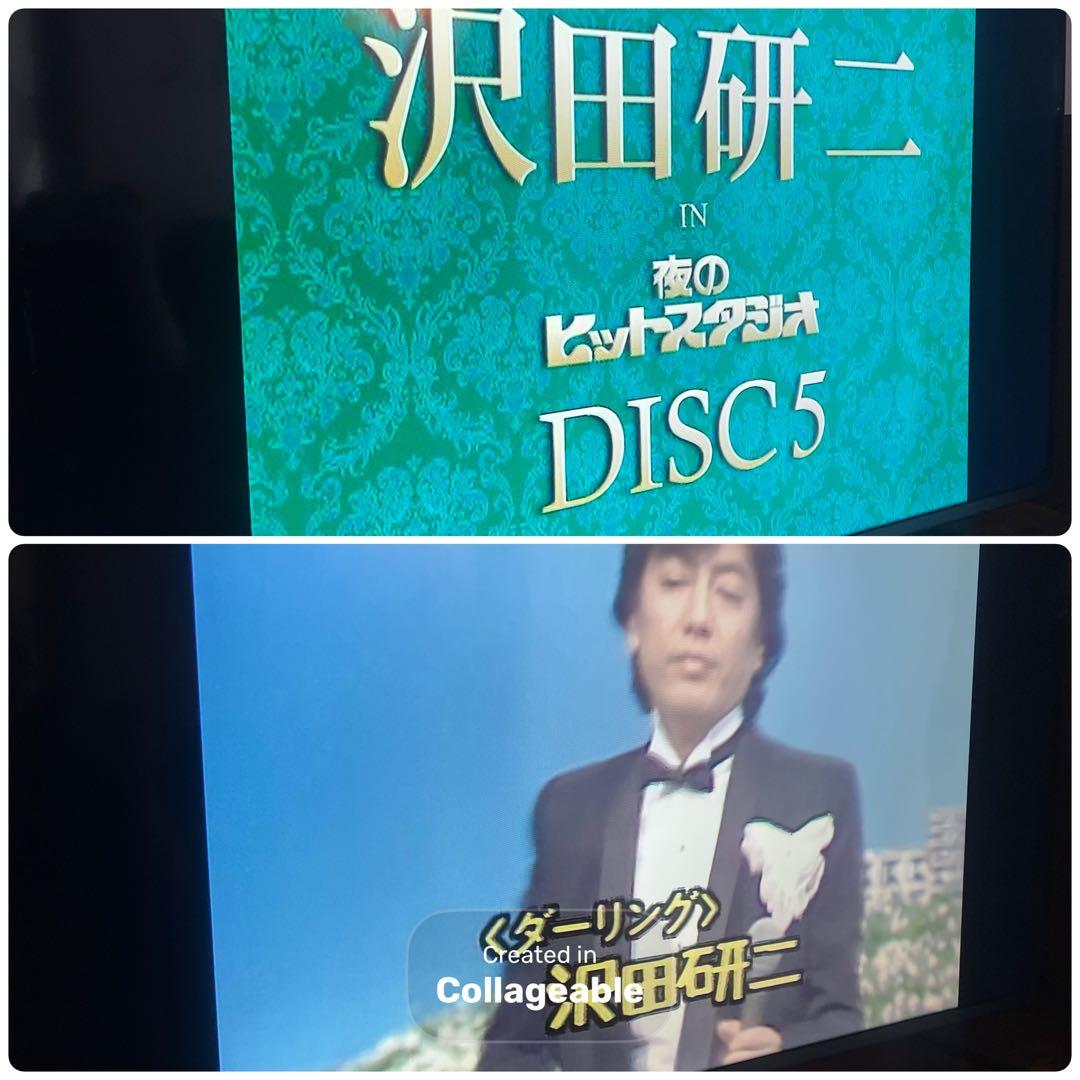 沢田研二
IN
夜の
ヒットスタジオ
DISC5
〈ダーリング〉
Created in
沢田研二
Collageable